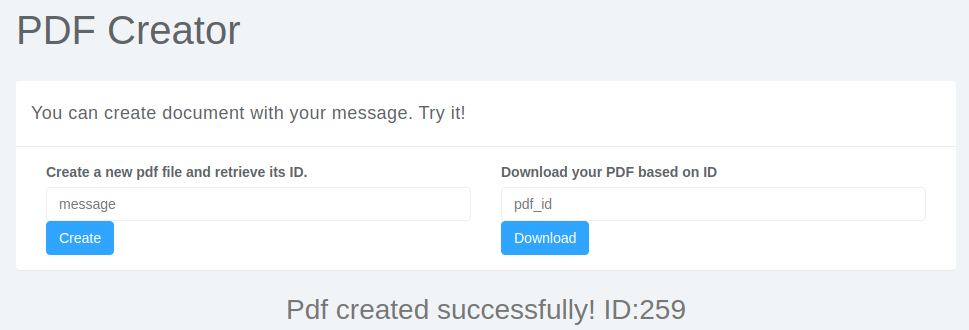 PDF Creator
You can create document with your message. Try it!
Create a new pdf file and retrieve its ID.
message
Create
Download your PDF based on ID
pdf_id
Download
Pdf created successfully! ID:259